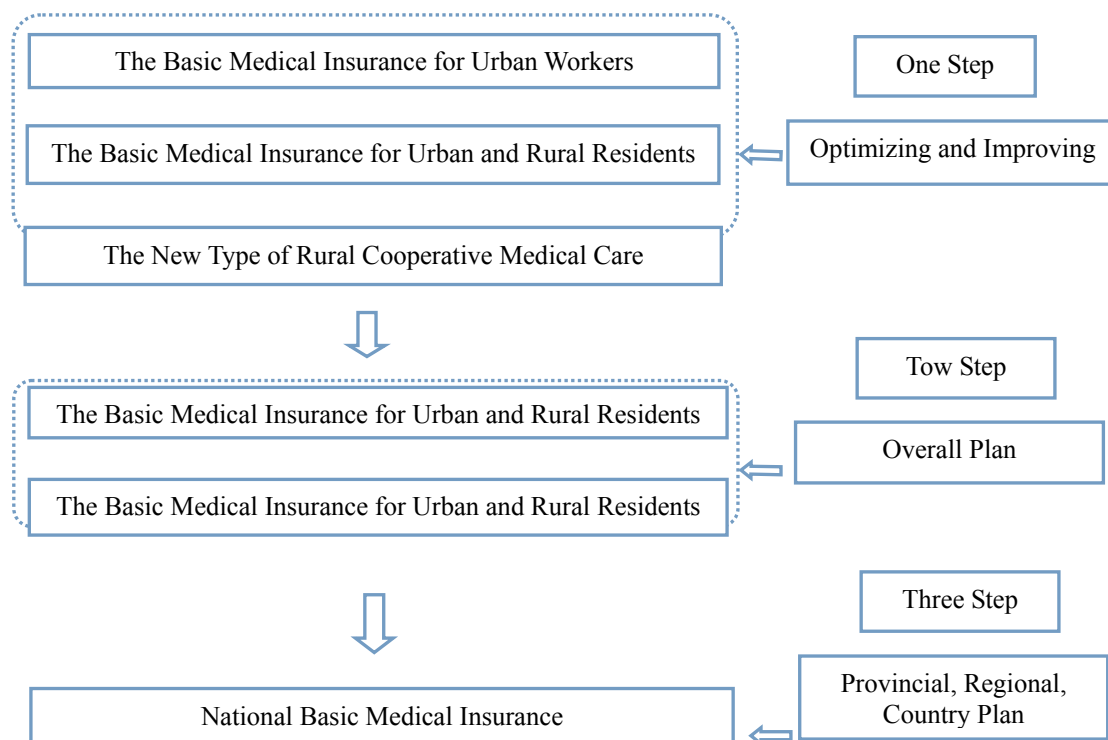 The Basic Medical Insurance for Urban Workers
One Step
The Basic Medical Insurance for Urban and Rural Residents
Optimizing and Improving
The New Type of Rural Cooperative Medical Care
Tow Step
The Basic Medical Insurance for Urban and Rural Residents
Overall Plan
The Basic Medical Insurance for Urban and Rural Residents
Three Step
National Basic Medical Insurance
Provincial, Regional,
Country Plan